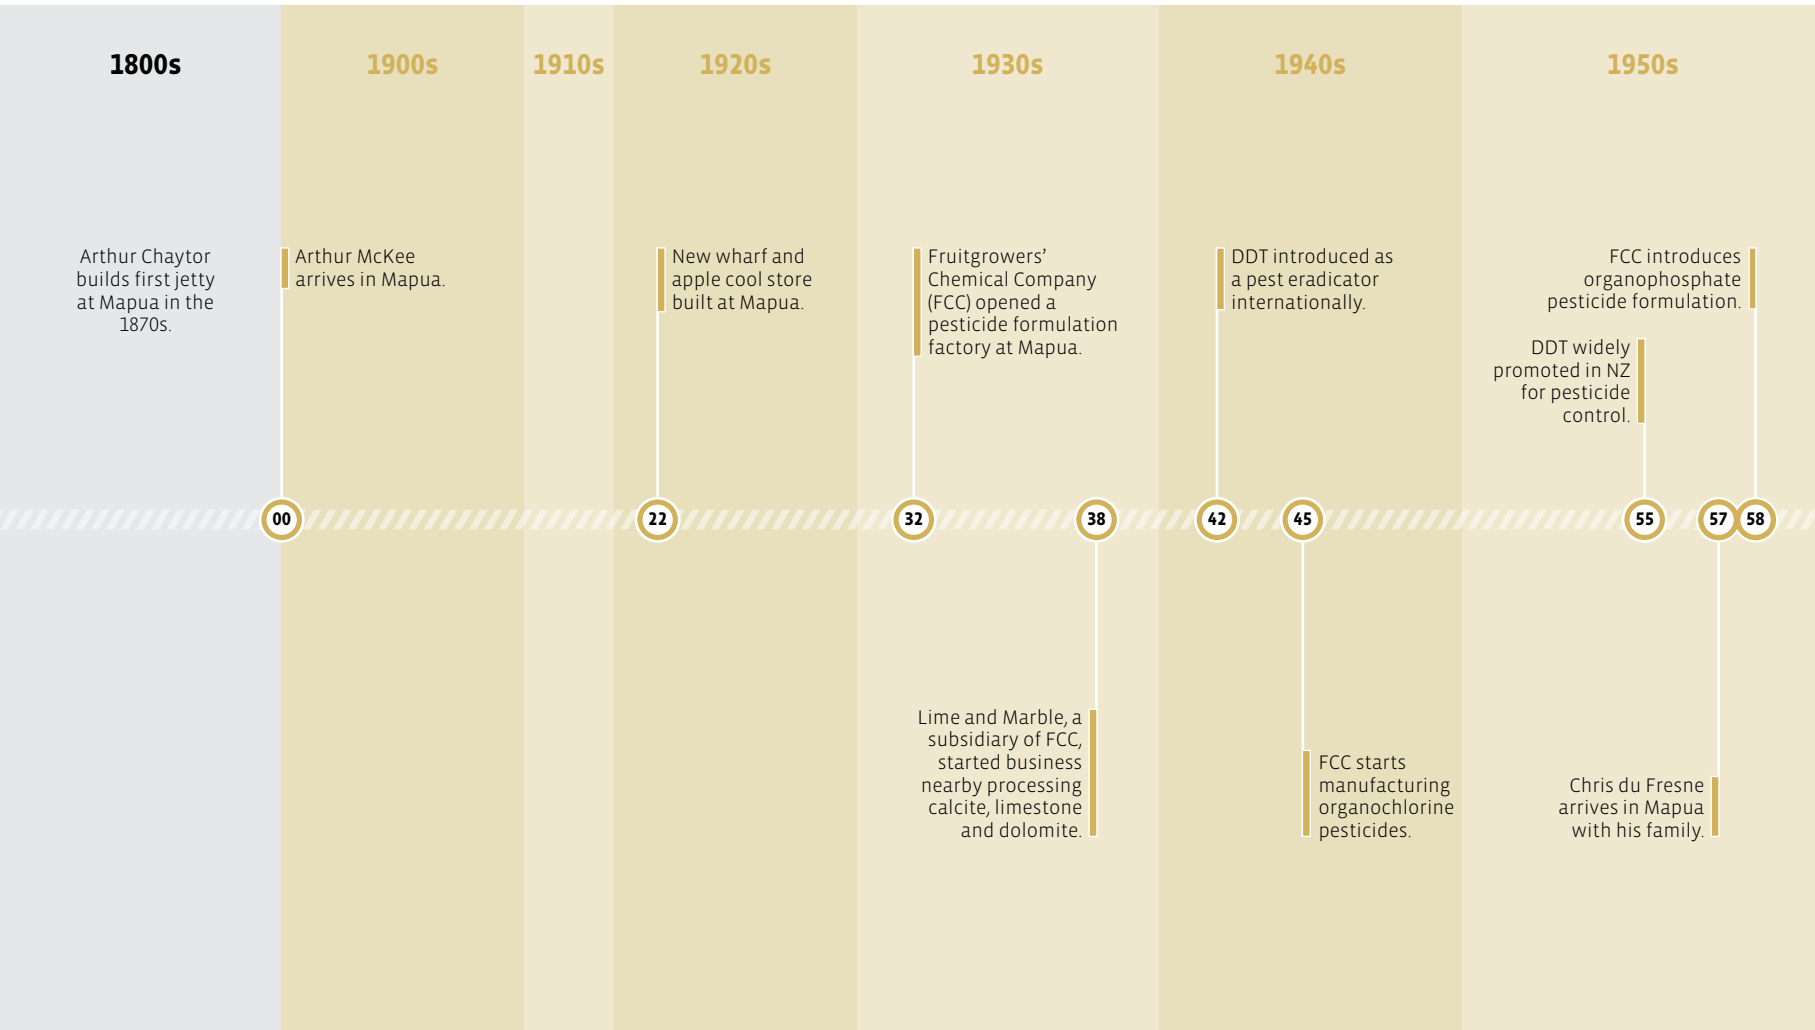 1800s
1900s
1910s
1920s
1930s
1940s
1950s
Arthur Chaytor
builds first jetty
at Mapua in the
1870s.
Arthur McKee
arrives in Mapua.
New wharf and
apple cool store
built at Mapua.
Fruitgrowers’
Chemical Company
(FCC) opened a
pesticide formulation
factory at Mapua.
DDT introduced as
a pest eradicator
internationally.
FCC introduces
organophosphate
pesticide formulation.
DDT widely
promoted in NZ
for pesticide
control.
00
22
32
38
42
45
55
57
58
Lime and Marble, a
subsidiary of FCC,
started business
nearby processing
calcite, limestone
and dolomite.
FCC starts
manufacturing
organochlorine
pesticides.
Chris du Fresne
arrives in Mapua
with his family.